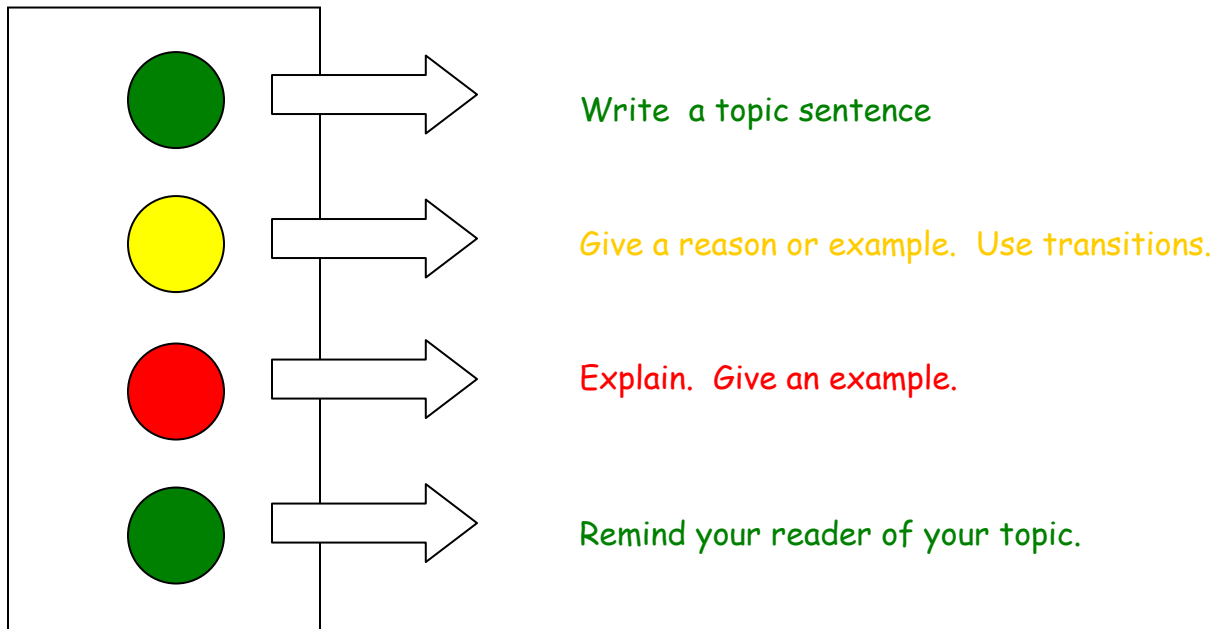 Write  a topic sentence
Give a reason or example.  Use transitions.
Explain.  Give an example.
Remind your reader of your topic.